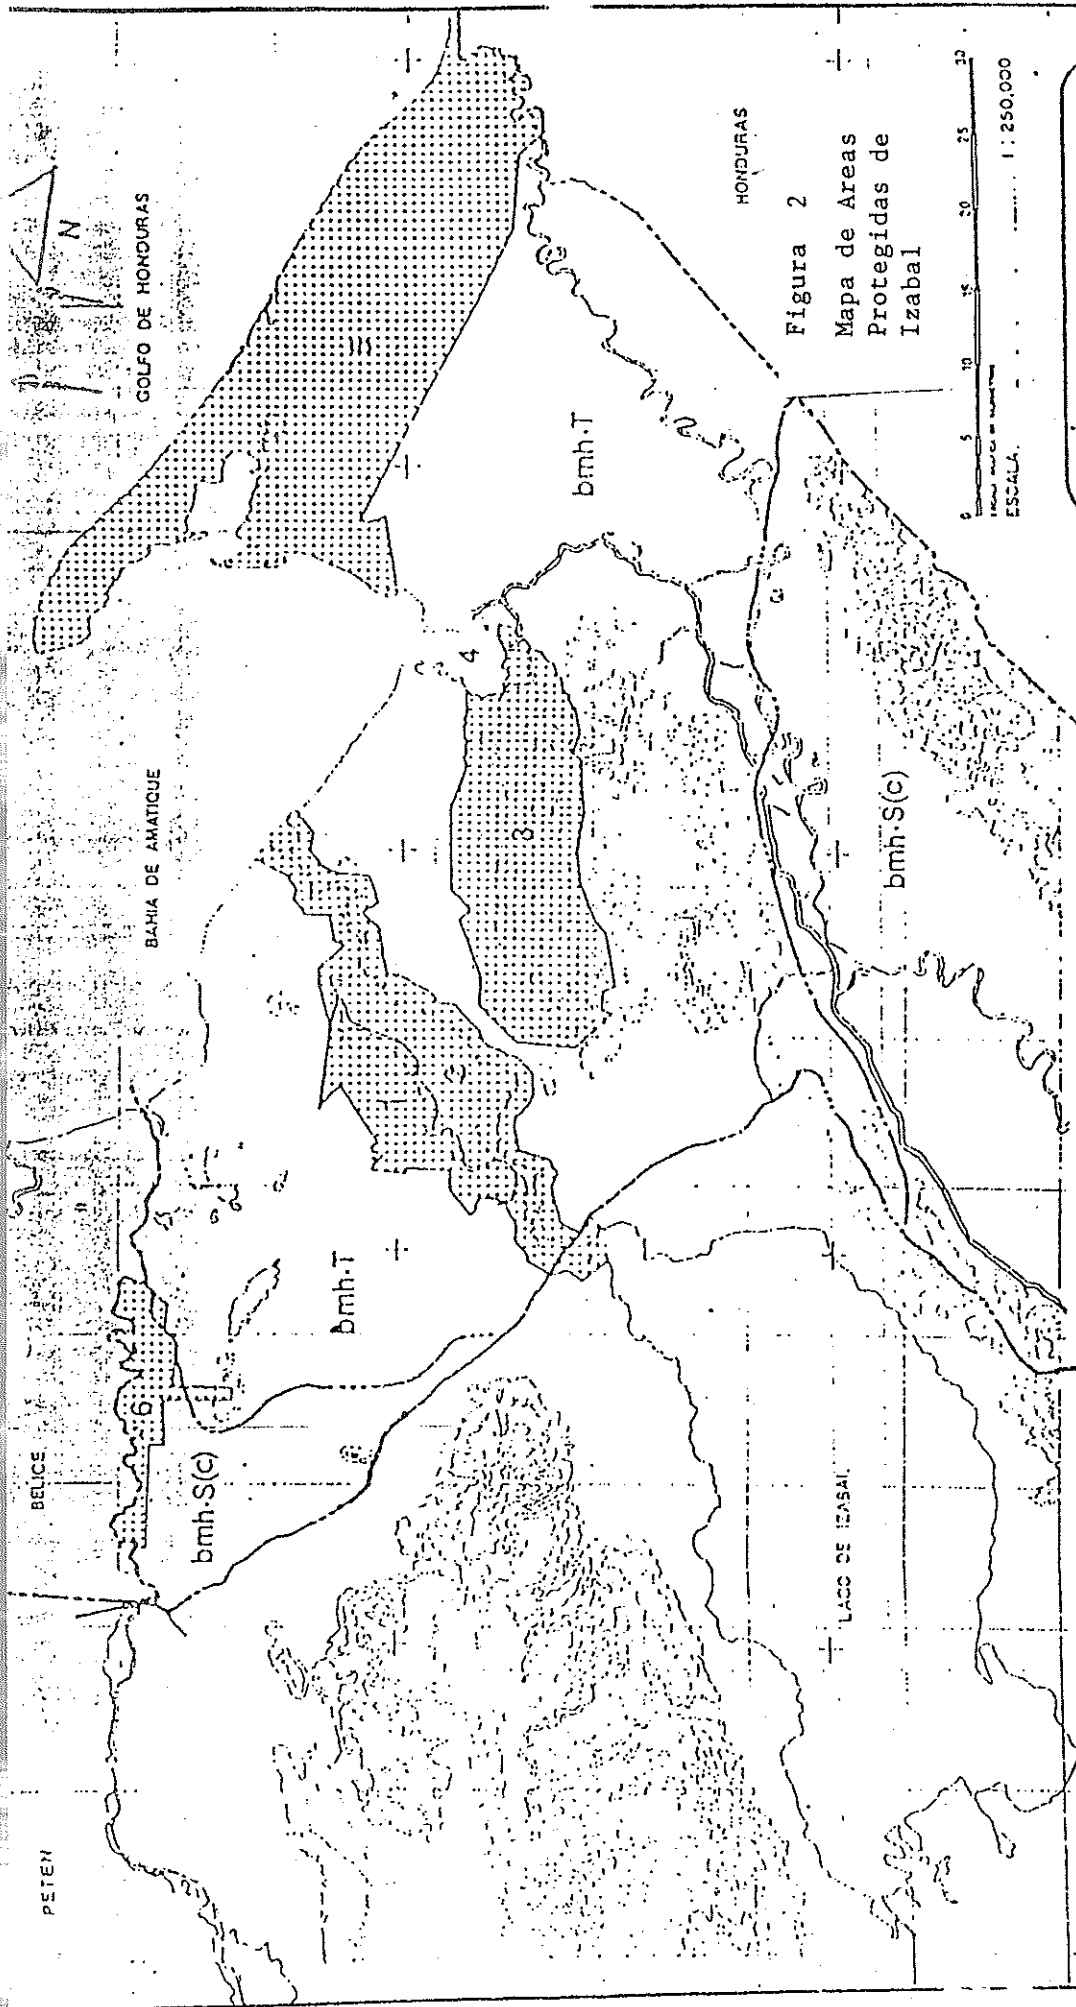 PETEN
BELICE
BAHIA DE AMATIQUE
GOLFO DE HONDURAS
N
6
bmh-S(c)
bmh-T
III
4
3
bmh-T
LAGO DE IZABAL
bmh-S(c)
HONDURAS
Figura 2
Mapa de Areas
Protegidas de
Izabal
0 5 10 15 20 25 30
ESCALA. 1:250,000